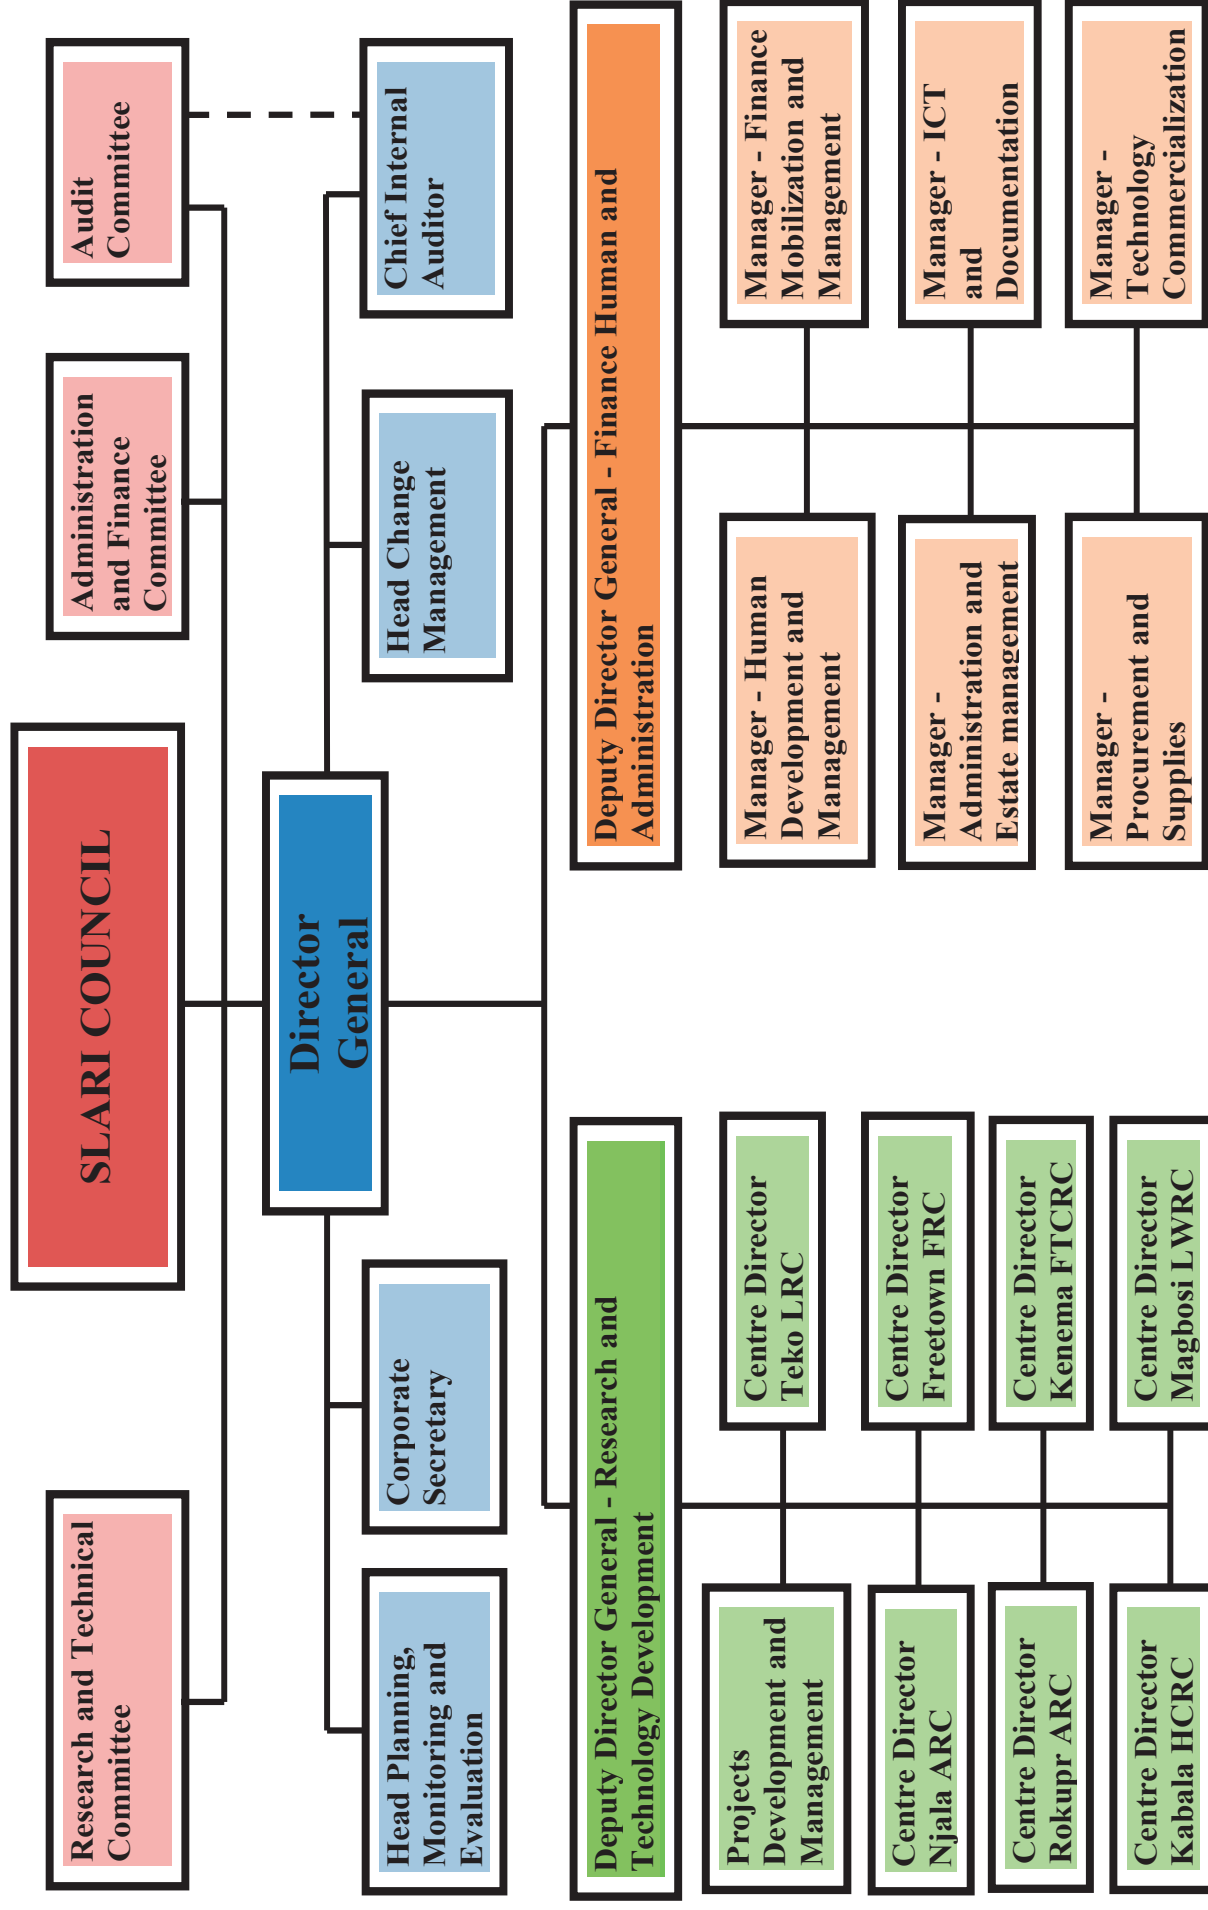 SLARI COUNCIL
Research and Technical
Committee
Administration
and Finance
Committee
Audit
Committee
Director
General
Head Planning,
Monitoring and
Evaluation
Corporate
Secretary
Head Change
Management
Chief Internal
Auditor
Deputy Director General - Research and
Technology Development
Deputy Director General - Finance Human and
Administration
Projects
Development and
Management
Centre Director
Teko LRC
Centre Director
Njala ARC
Centre Director
Freetown FRC
Centre Director
Rokupr ARC
Centre Director
Kenema FTCRC
Centre Director
Kabala HCRC
Centre Director
Magbosi LWRC
Manager - Human
Development and
Management
Manager - Finance
Mobilization and
Management
Manager -
Administration and
Estate management
Manager - ICT
and
Documentation
Manager -
Procurement and
Supplies
Manager -
Technology
Commercialization